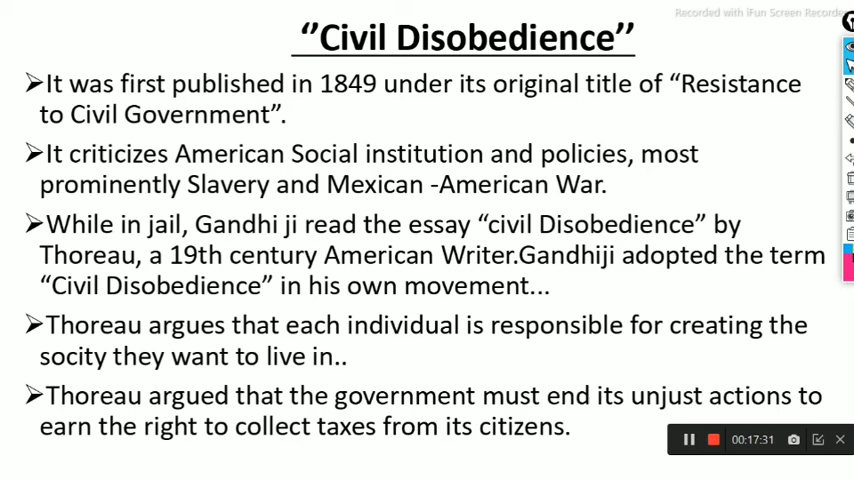 Recorded with iFun Screen Recorder
‘’Civil Disobedience’’
➢It was first published in 1849 under its original title of “Resistance
to Civil Government”.
➢It criticizes American Social institution and policies, most
prominently Slavery and Mexican -American War.
➢While in jail, Gandhi ji read the essay “civil Disobedience” by
Thoreau, a 19th century American Writer.Gandhiji adopted the term
“Civil Disobedience” in his own movement...
➢Thoreau argues that each individual is responsible for creating the
socity they want to live in..
➢Thoreau argued that the government must end its unjust actions to
earn the right to collect taxes from its citizens.
00:17:31